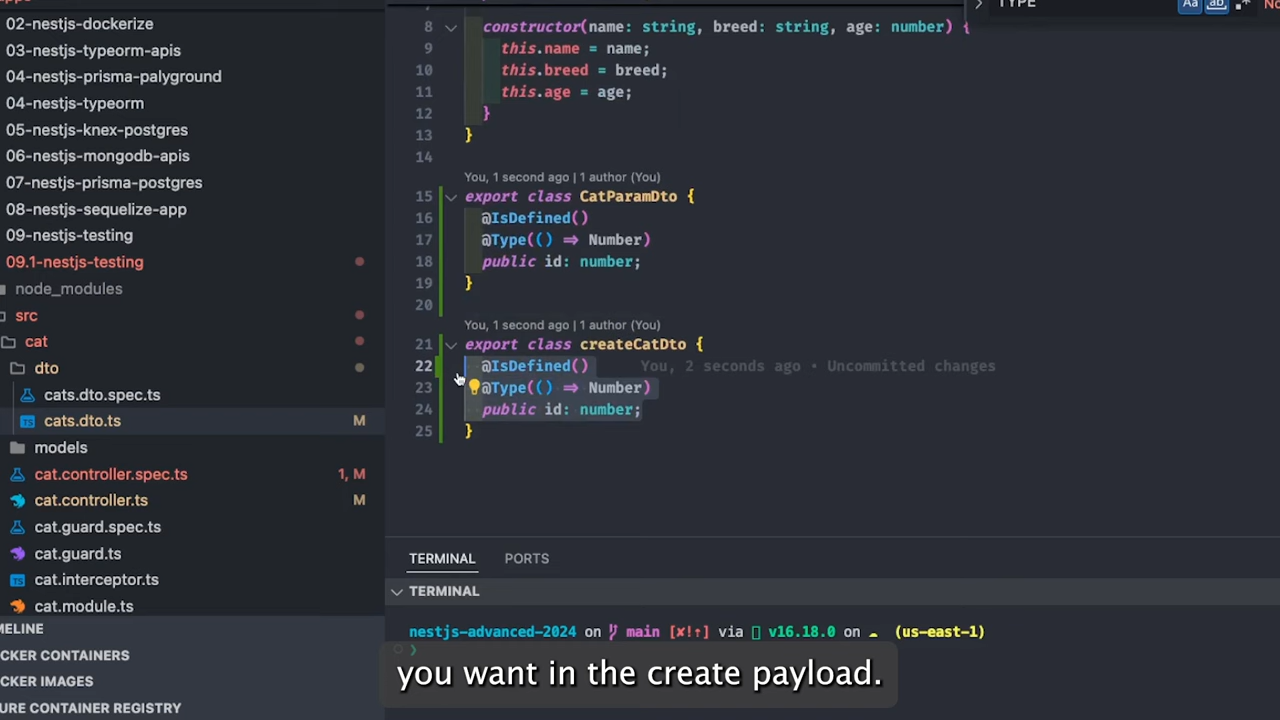 02-nestjs-dockerize
03-nestjs-typeorm-apis
04-nestjs-prisma-palyground
04-nestjs-typeorm
05-nestjs-knex-postgres
06-nestjs-mongodb-apis
07-nestjs-prisma-postgres
08-nestjs-sequelize-app
09-nestjs-testing
09.1-nestjs-testing
node_modules
src
cat
dto
cats.dto.spec.ts
cats.dto.ts M
models
cat.controller.spec.ts 1, M
cat.controller.ts M
cat.guard.spec.ts
cat.guard.ts
cat.interceptor.ts
cat.module.ts
MELINE
CKER CONTAINERS
CKER IMAGES
URE CONTAINER REGISTRY
TYPE Aa ab
8 constructor(name: string, breed: string, age: number) {
9 this.name = name;
10 this.breed = breed;
11 this.age = age;
12 }
13 }
14
You, 1 second ago | 1 author (You)
15 export class CatParamDto {
16 @IsDefined()
17 @Type(() => Number)
18 public id: number;
19 }
20
You, 1 second ago | 1 author (You)
21 export class createCatDto {
22 @IsDefined() You, 2 seconds ago • Uncommitted changes
23 @Type(() => Number)
24 public id: number;
25 }
TERMINAL PORTS
TERMINAL
nestjs-advanced-2024 on main [✘!↑] via v16.18.0 on (us-east-1)
❯
you want in the create payload.